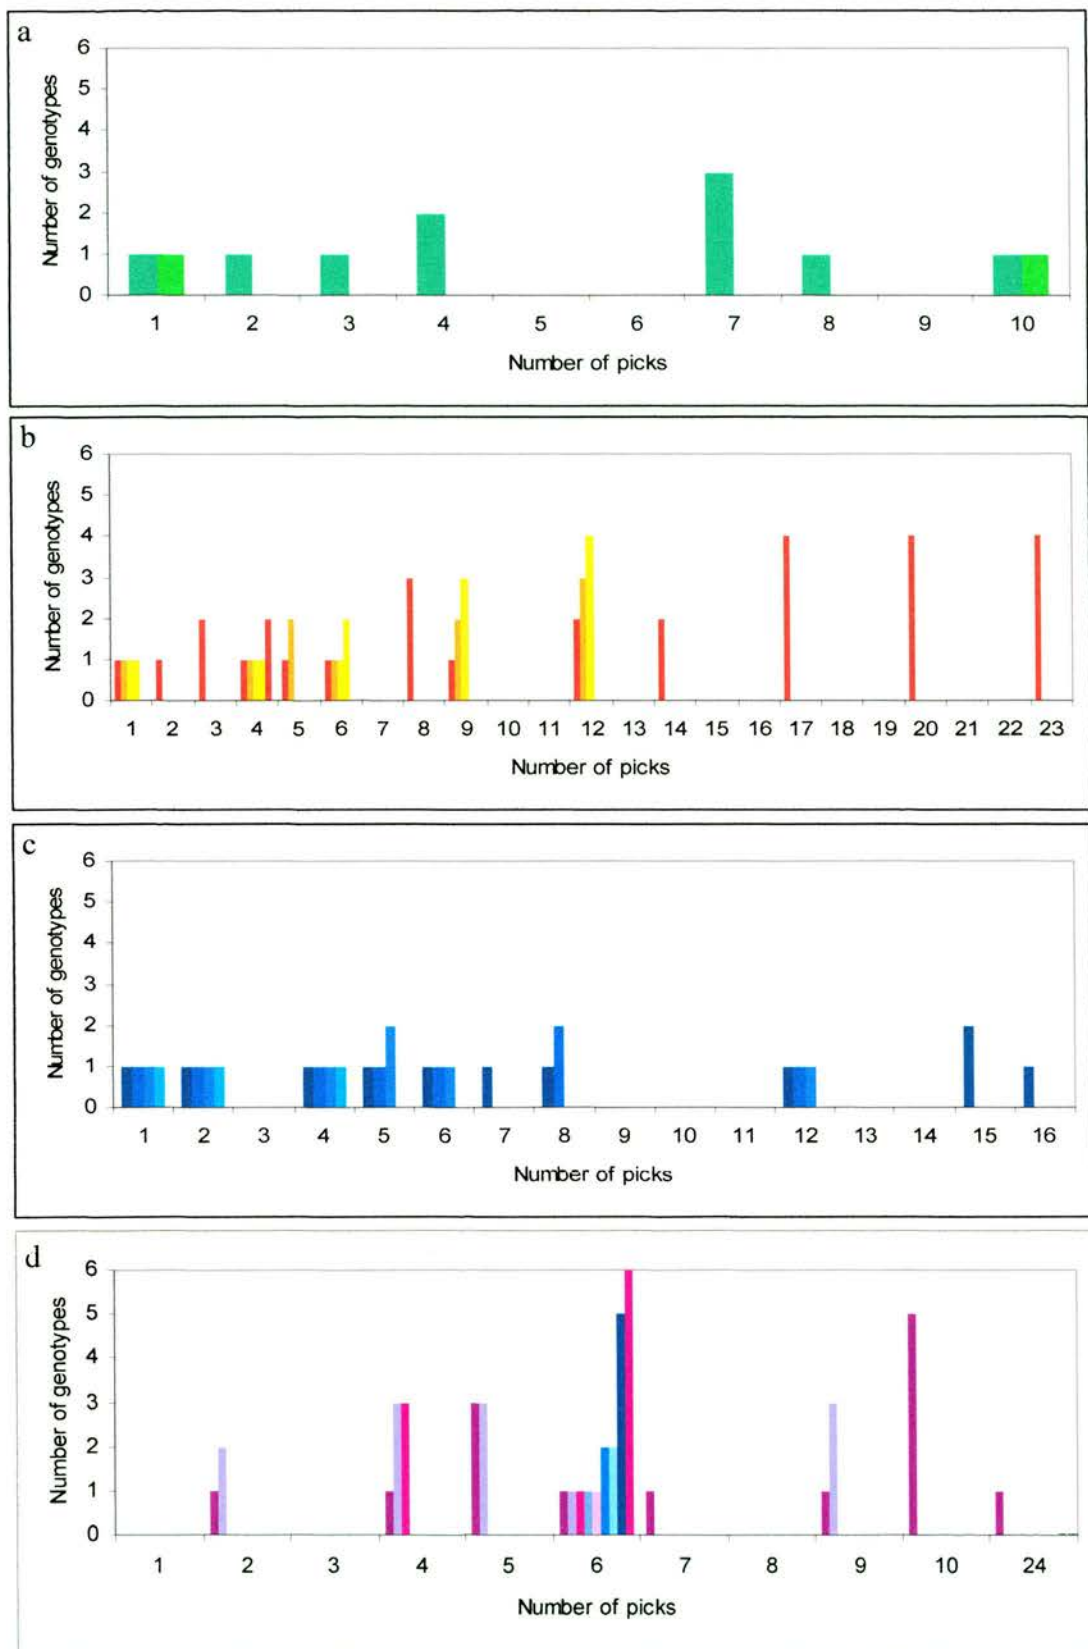 a
6
5
4
3
2
1
0
Number of genotypes
1 2 3 4 5 6 7 8 9 10
Number of picks
b
6
5
4
3
2
1
0
Number of genotypes
1 2 3 4 5 6 7 8 9 10 11 12 13 14 15 16 17 18 19 20 21 22 23
Number of picks
c
6
5
4
3
2
1
0
Number of genotypes
1 2 3 4 5 6 7 8 9 10 11 12 13 14 15 16
Number of picks
d
6
5
4
3
2
1
0
Number of genotypes
1 2 3 4 5 6 7 8 9 10 24
Number of picks